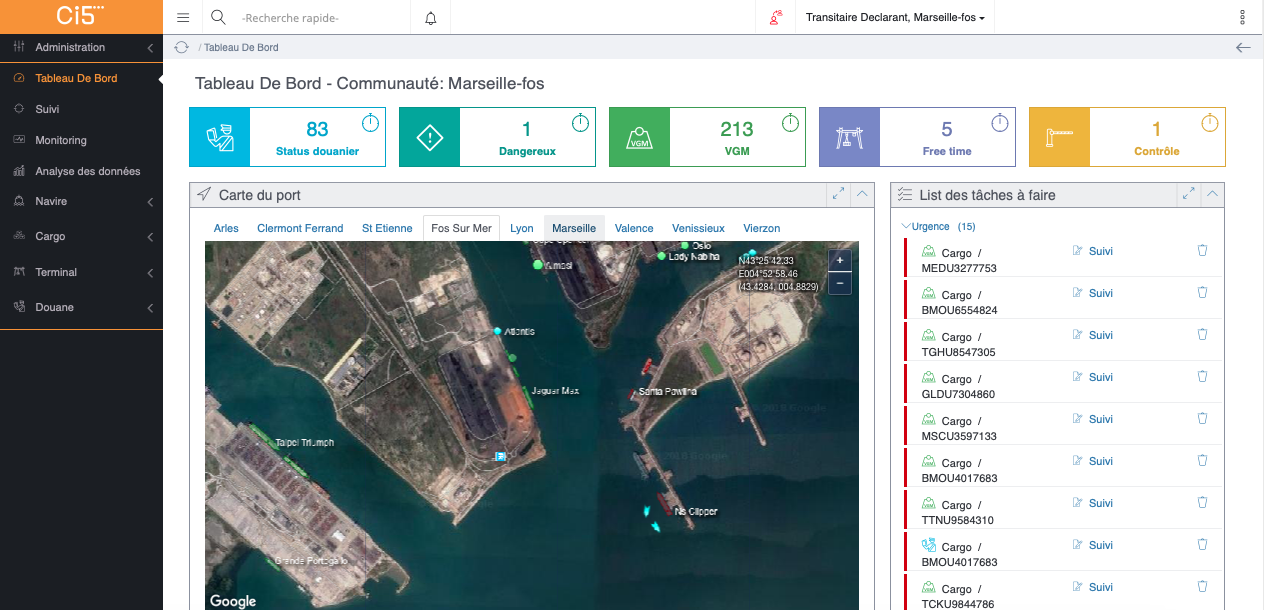 Ci5
-Recherche rapide-
Transitaire Declarant, Marseille-fos
Administration
Tableau De Bord
Suivi
Monitoring
Analyse des données
Navire
Cargo
Terminal
Douane
/ Tableau De Bord
Tableau De Bord - Communauté: Marseille-fos
83
Status douanier
1
Dangereux
VGM
213
VGM
5
Free time
1
Contrôle
Carte du port
Arles
Clermont Ferrand
St Etienne
Fos Sur Mer
Lyon
Marseille
Valence
Venissieux
Vierzon
Oslo
Lady Nabiha
Amasi
N43°25'42.33
E004°52'58.46
(43.4284, 004.8829)
+
−
Atlantis
Jaguar Max
Santa Pawlina
Taipei Triumph
Ns Clipper
Grande Portogallo
Google
List des tâches à faire
Urgence (15)
Cargo /
MEDU3277753
Suivi
Cargo /
BMOU6554824
Suivi
Cargo /
TGHU8547305
Suivi
Cargo /
GLDU7304860
Suivi
Cargo /
MSCU3597133
Suivi
Cargo /
BMOU4017683
Suivi
Cargo /
TTNU9584310
Suivi
Cargo /
BMOU4017683
Suivi
Cargo /
TCKU9844786
Suivi